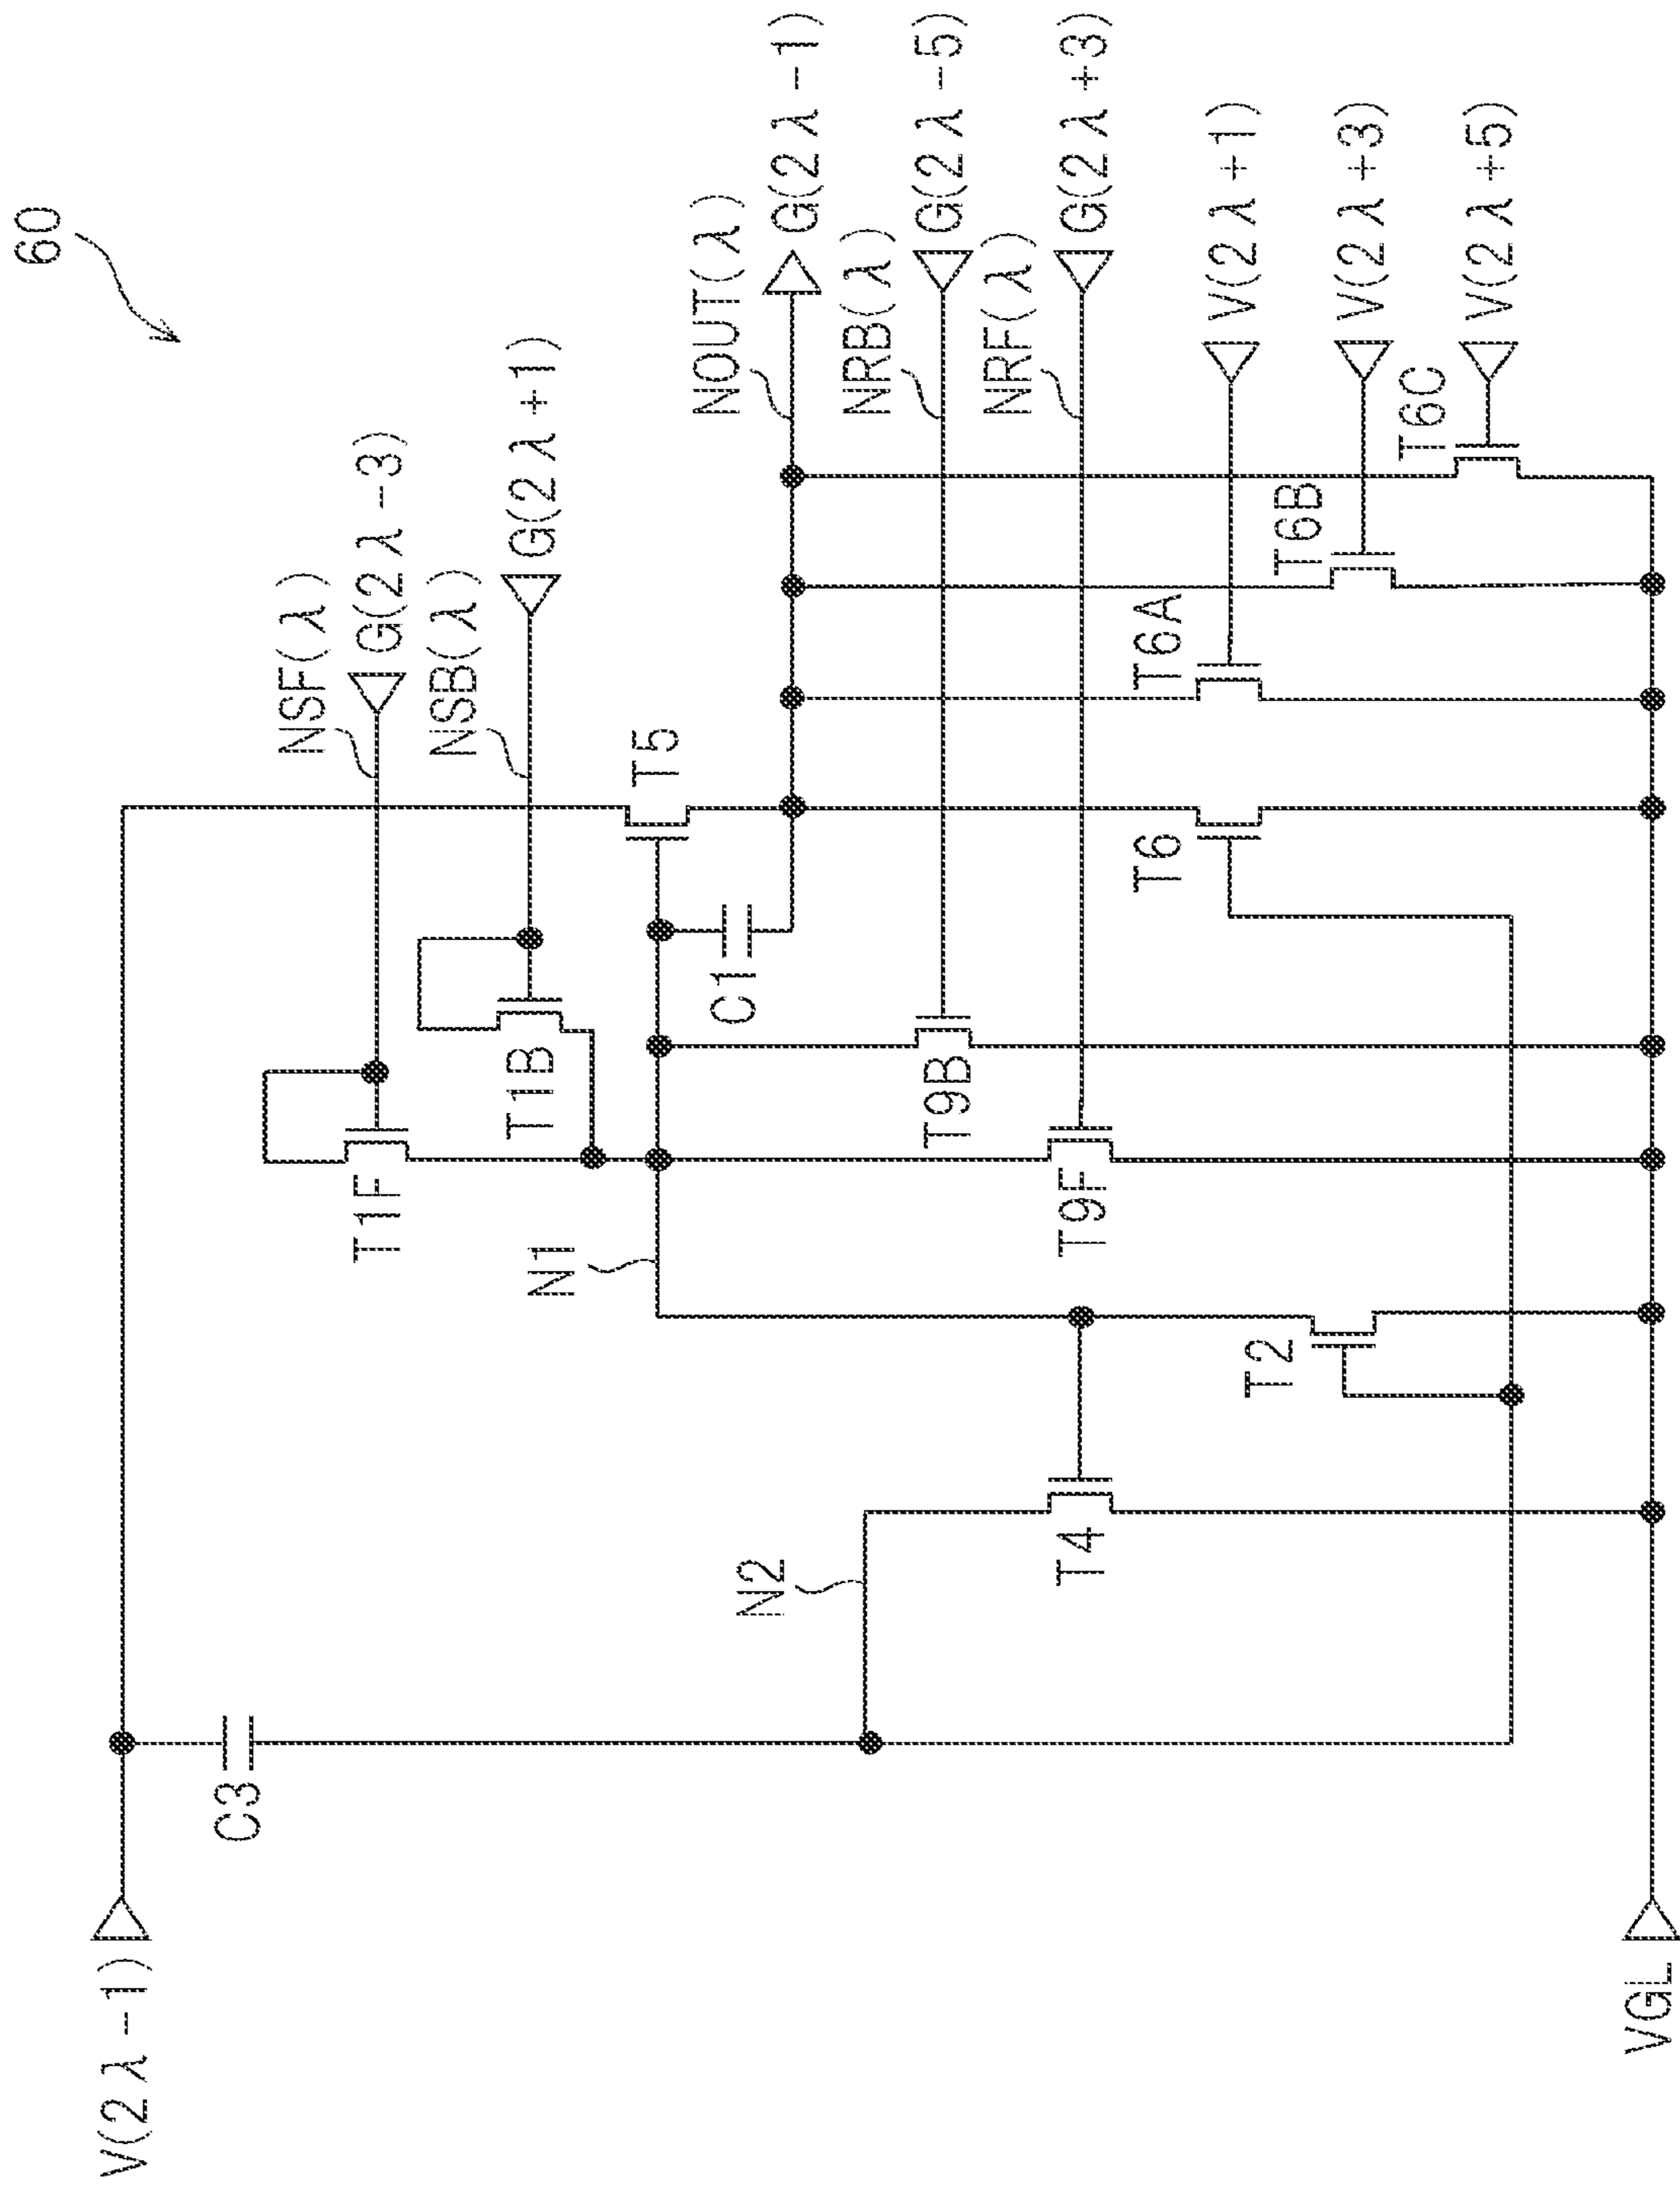 60
V(2λ-1)
C3
NSF(λ)
G(2λ-3)
NSB(λ)
G(2λ+1)
T1F
T1B
N1
T5
C1
NOUT(λ)
G(2λ-1)
NRB(λ)
G(2λ-5)
NRF(λ)
G(2λ+3)
N2
T9B
T9F
T4
T2
T6
T6A
V(2λ+1)
T6B
V(2λ+3)
T6C
V(2λ+5)
VGL